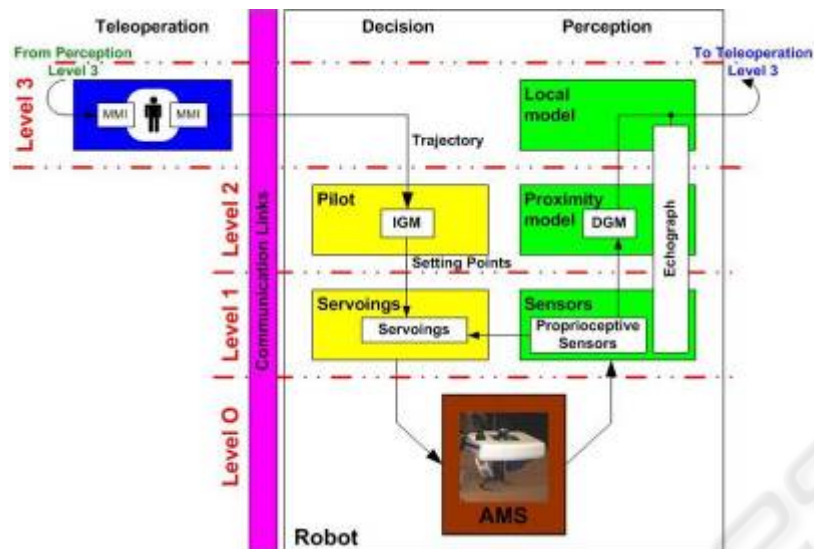 Teleoperation
Decision
Perception
From Perception
Level 3
To Teleoperation
Level 3
Level 3
MMI
MMI
Local
model
Trajectory
Level 2
Pilot
IGM
Proximity
model
DGM
Echograph
Setting Points
Communication Links
Level 1
Servoings
Servoings
Sensors
Proprioceptive
Sensors
Level O
AMS
Robot